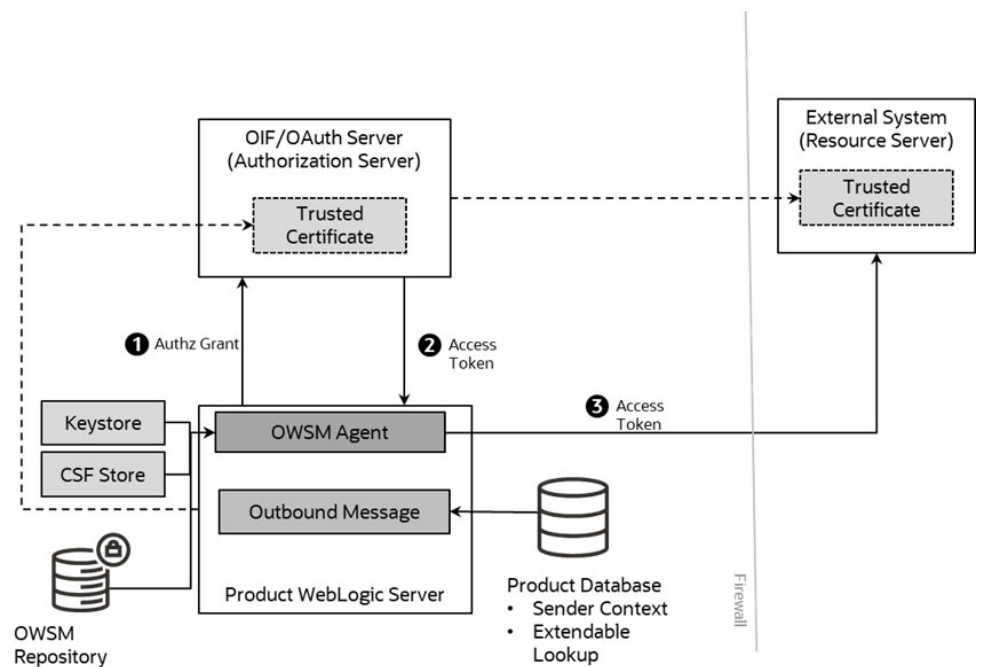 OIF/OAuth Server
(Authorization Server)
Trusted
Certificate
External System
(Resource Server)
Trusted
Certificate
1 Authz Grant
2 Access
Token
3 Access
Token
Keystore
CSF Store
OWSM Agent
Outbound Message
Product WebLogic Server
OWSM
Repository
Product Database
• Sender Context
• Extendable
Lookup
Firewall